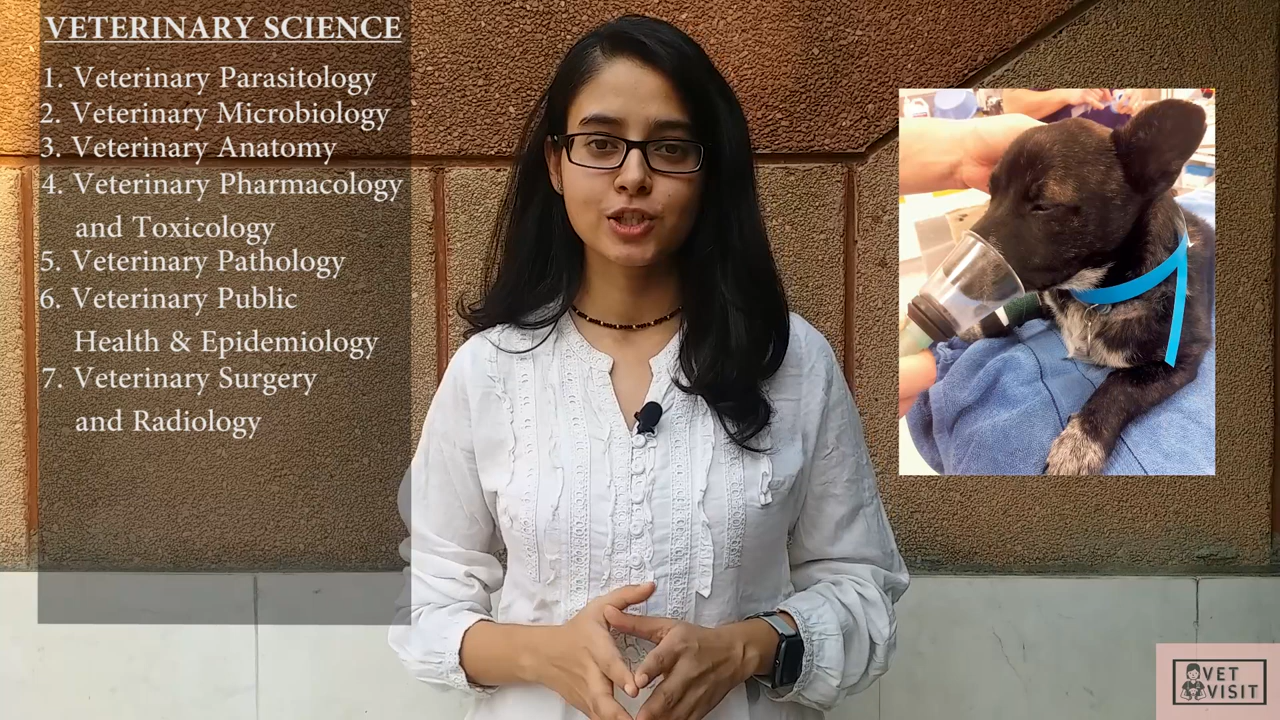 VETERINARY SCIENCE
1. Veterinary Parasitology
2. Veterinary Microbiology
3. Veterinary Anatomy
4. Veterinary Pharmacology
and Toxicology
5. Veterinary Pathology
6. Veterinary Public
Health & Epidemiology
7. Veterinary Surgery
and Radiology
VET
VISIT